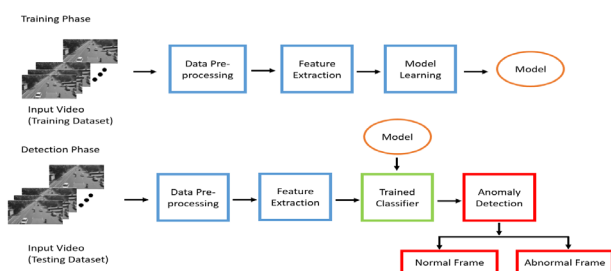 Training Phase
Data Pre-
processing
Feature
Extraction
Model
Learning
Model
Input Video
(Training Dataset)
Detection Phase
Model
Data Pre-
processing
Feature
Extraction
Trained
Classifier
Anomaly
Detection
Input Video
(Testing Dataset)
Normal Frame
Abnormal Frame